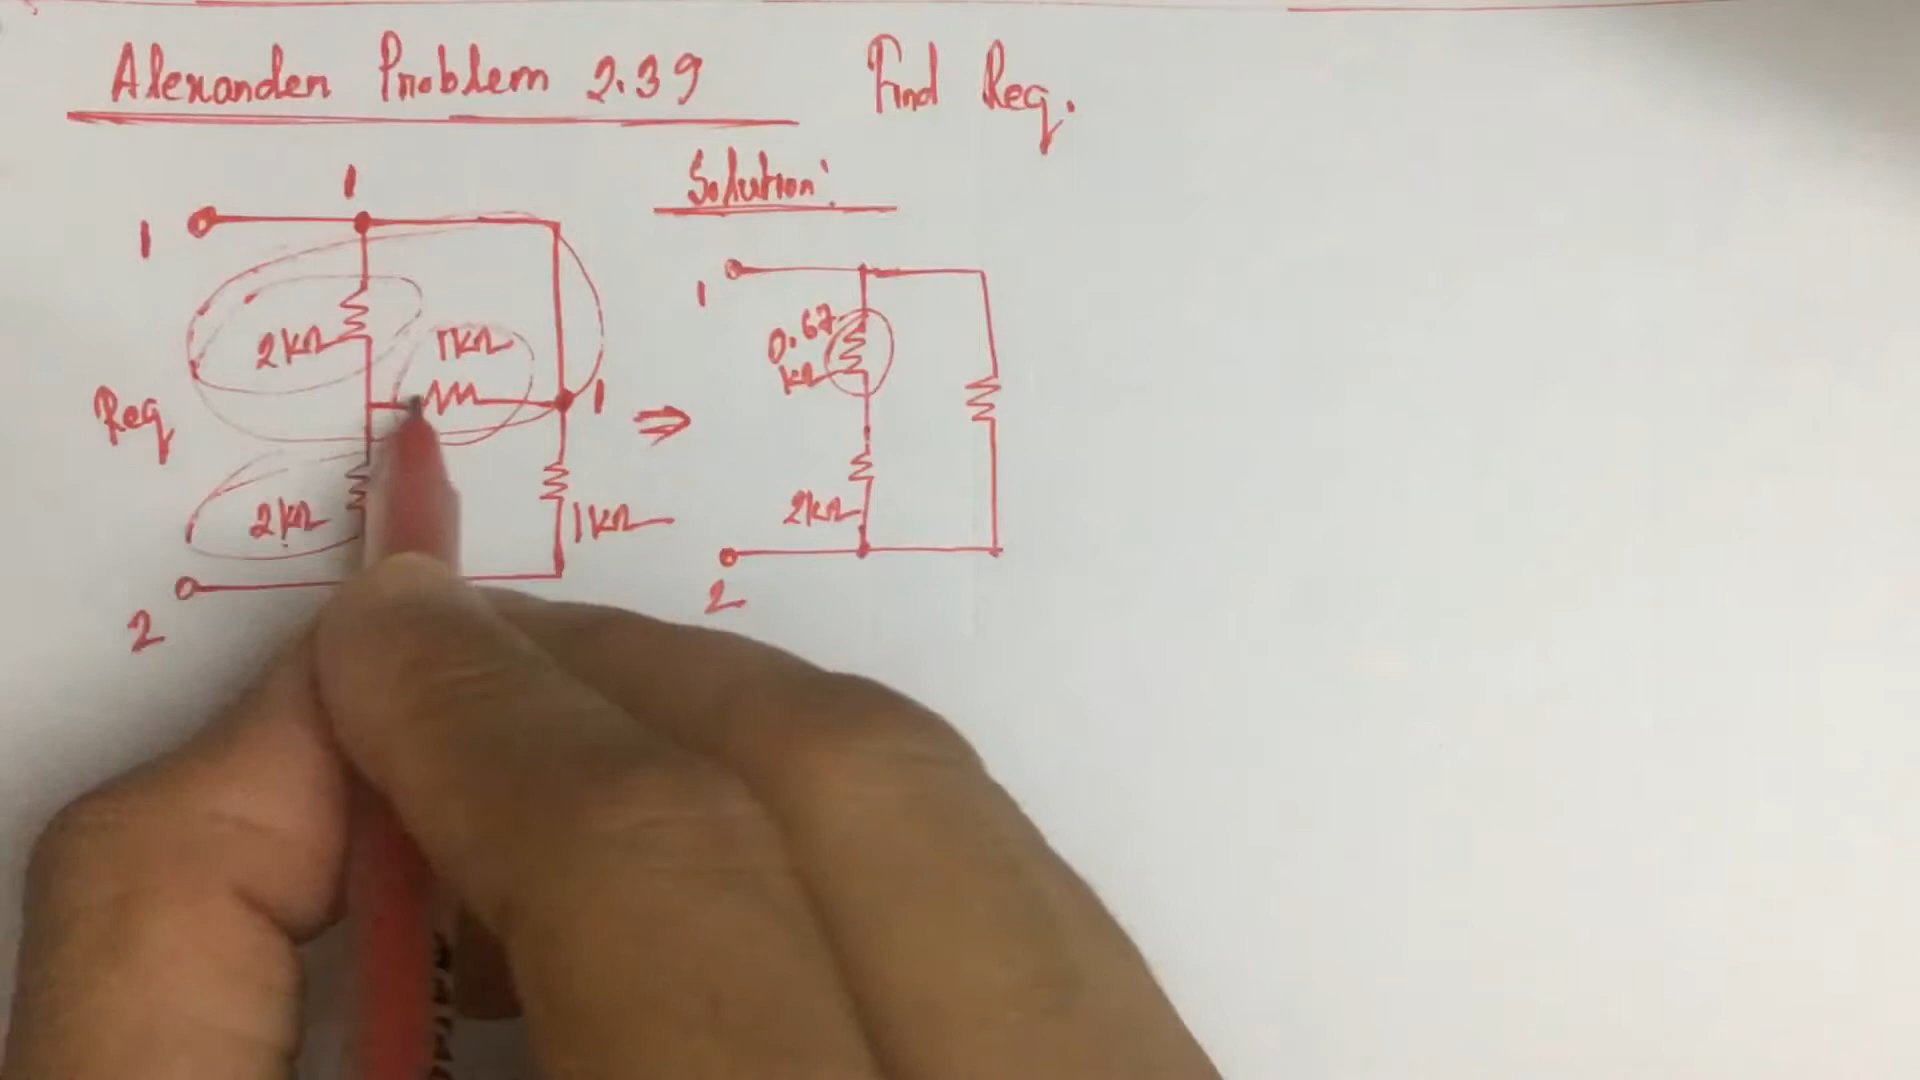 Alexander Problem 2.39 Find Req.
Solution:
1
1
2kΩ
1kΩ
1
Req
2kΩ
1kΩ
2
⇒
1
0.67
kΩ
2kΩ
2